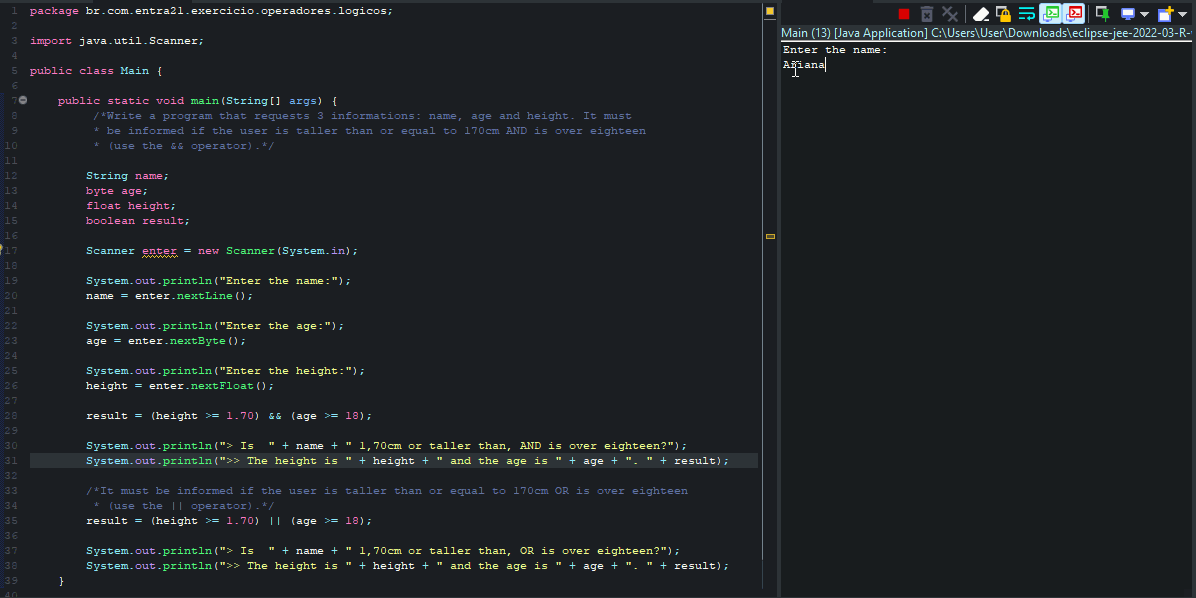 1 package br.com.entra21.exercicio.operadores.logicos;
2
3 import java.util.Scanner;
4
5 public class Main {
6
7 public static void main(String[] args) {
8 /*Write a program that requests 3 informations: name, age and height. It must
9 * be informed if the user is taller than or equal to 170cm AND is over eighteen
10 * (use the && operator).*/
11
12 String name;
13 byte age;
14 float height;
15 boolean result;
16
17 Scanner enter = new Scanner(System.in);
18
19 System.out.println("Enter the name:");
20 name = enter.nextLine();
21
22 System.out.println("Enter the age:");
23 age = enter.nextByte();
24
25 System.out.println("Enter the height:");
26 height = enter.nextFloat();
27
28 result = (height >= 1.70) && (age >= 18);
29
30 System.out.println("> Is  " + name + " 1,70cm or taller than, AND is over eighteen?");
31 System.out.println(">> The height is " + height + " and the age is " + age + ". " + result);
32
33 /*It must be informed if the user is taller than or equal to 170cm OR is over eighteen
34 * (use the || operator).*/
35 result = (height >= 1.70) || (age >= 18);
36
37 System.out.println("> Is  " + name + " 1,70cm or taller than, OR is over eighteen?");
38 System.out.println(">> The height is " + height + " and the age is " + age + ". " + result);
39 }
40
Main (13) [Java Application] C:\Users\User\Downloads\eclipse-jee-2022-03-R-
Enter the name: